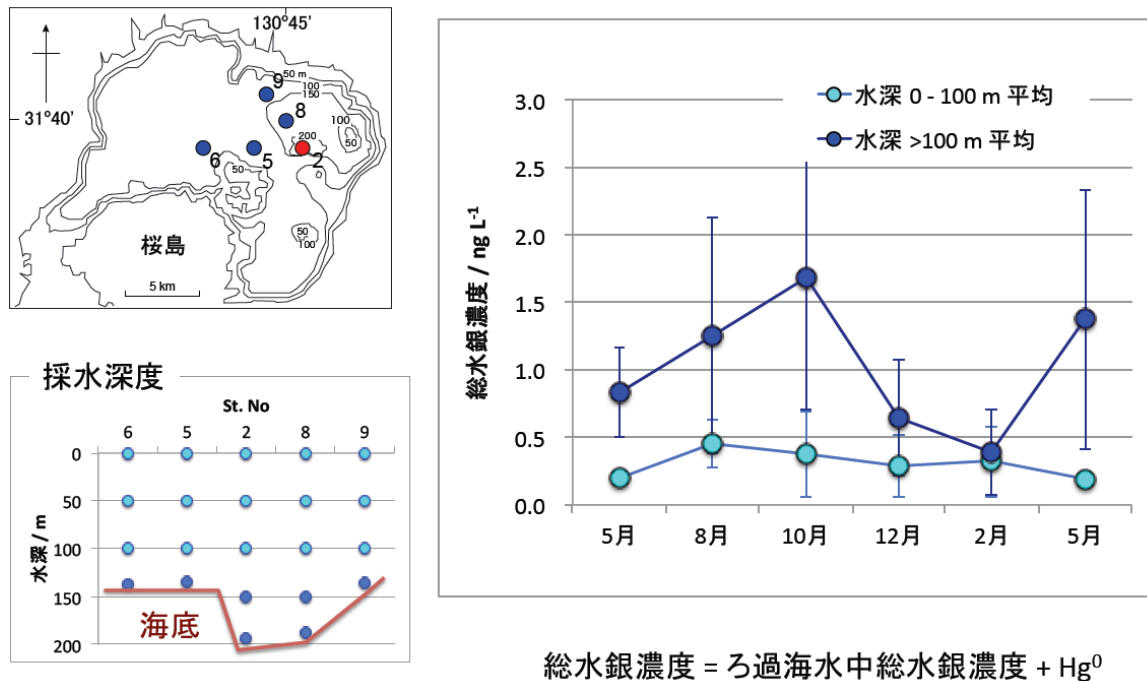 130˚45'
31˚40'
50 m
100
150
9
8
100
50
200
2
6
5
50
50
100
桜島
5 km
採水深度
St. No
6 5 2 8 9
0
50
100
150
200
水深 / m
海底
水深 0 - 100 m 平均
水深 >100 m 平均
総水銀濃度 / ng L⁻¹
3.0
2.5
2.0
1.5
1.0
0.5
0.0
5月 8月 10月 12月 2月 5月
総水銀濃度 = ろ過海水中総水銀濃度 + Hg⁰